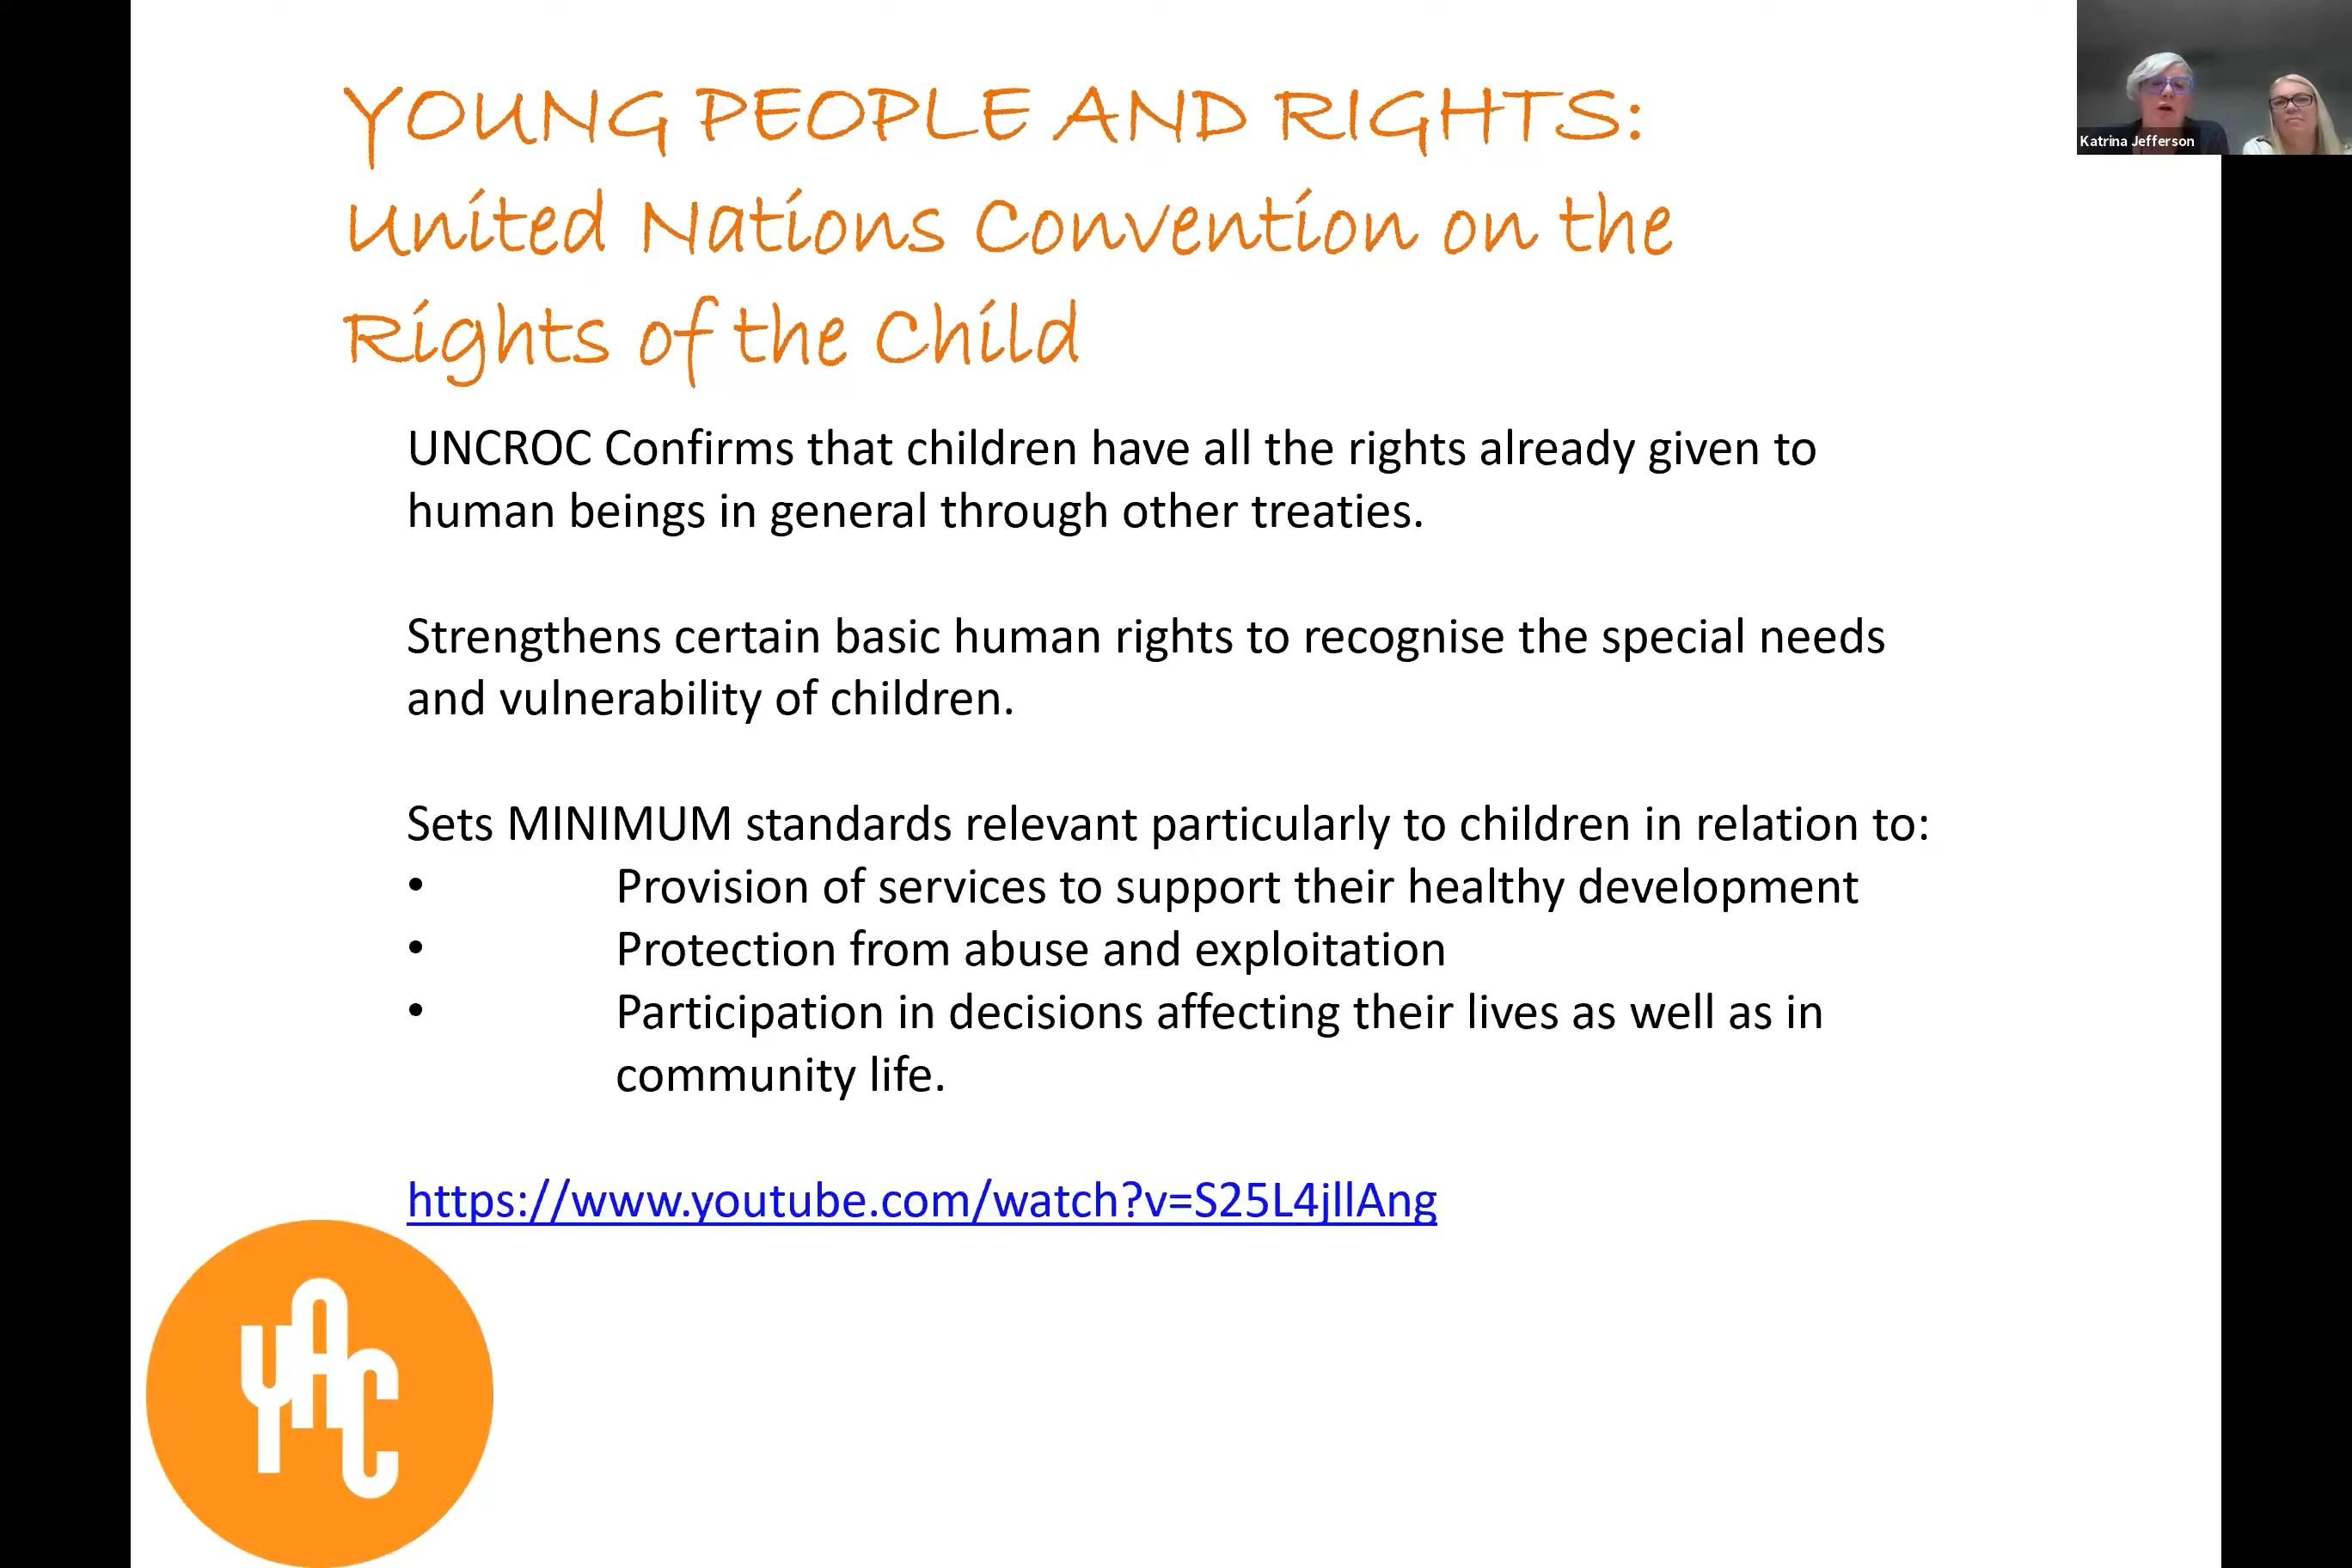 YOUNG PEOPLE AND RIGHTS:
United Nations Convention on the
Rights of the Child
Katrina Jefferson
UNCROC Confirms that children have all the rights already given to
human beings in general through other treaties.
Strengthens certain basic human rights to recognise the special needs
and vulnerability of children.
Sets MINIMUM standards relevant particularly to children in relation to:
• Provision of services to support their healthy development
• Protection from abuse and exploitation
• Participation in decisions affecting their lives as well as in
community life.
https://www.youtube.com/watch?v=S25L4jllAng
YAC